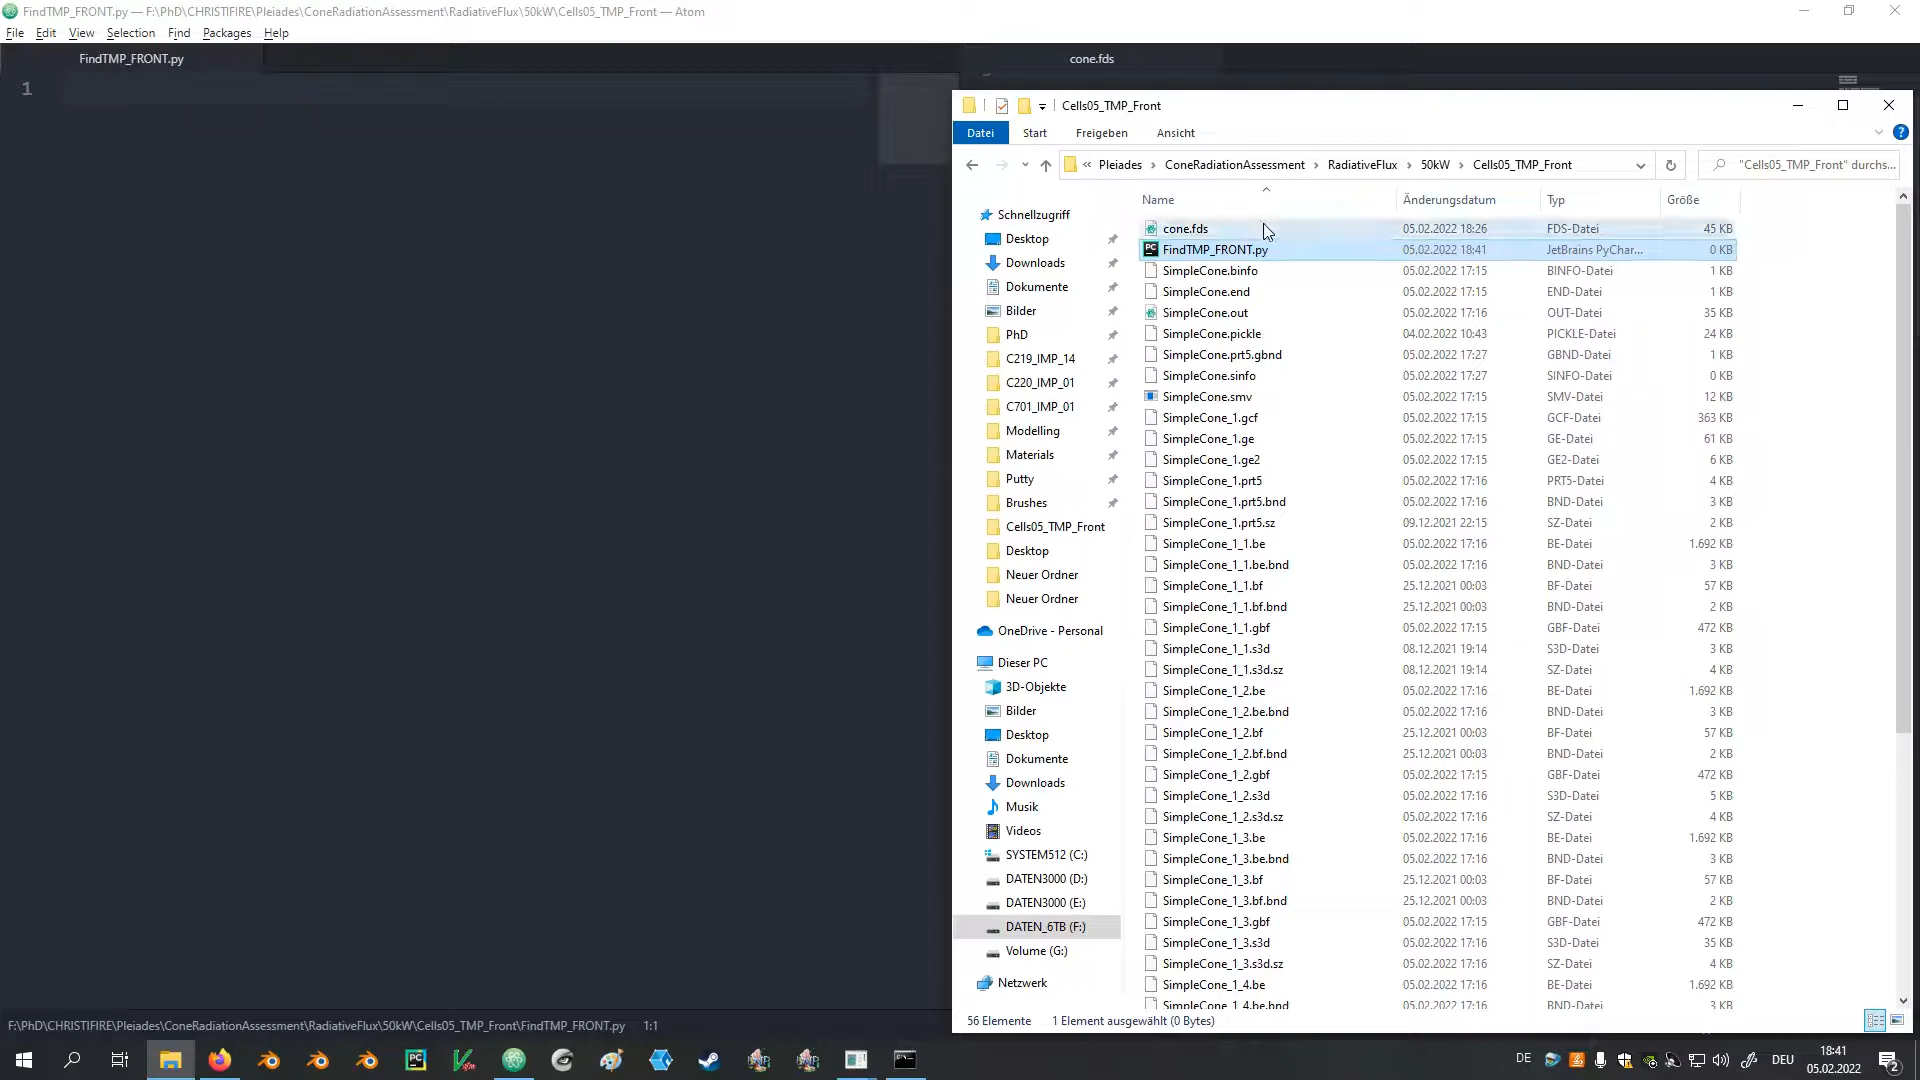 FindTMP_FRONT.py — F:\PhD\CHRISTIFIRE\Pleiades\ConeRadiationAssessment\RadiativeFlux\50kW\Cells05_TMP_Front — Atom
File Edit View Selection Find Packages Help
FindTMP_FRONT.py
cone.fds
1
Cells05_TMP_Front
Datei Start Freigeben Ansicht
« Pleiades > ConeRadiationAssessment > RadiativeFlux > 50kW > Cells05_TMP_Front
"Cells05_TMP_Front" durchs...
Schnellzugriff
Desktop
Downloads
Dokumente
Bilder
PhD
C219_IMP_14
C220_IMP_01
C701_IMP_01
Modelling
Materials
Putty
Brushes
Cells05_TMP_Front
Desktop
Neuer Ordner
Neuer Ordner
OneDrive - Personal
Dieser PC
3D-Objekte
Bilder
Desktop
Dokumente
Downloads
Musik
Videos
SYSTEM512 (C:)
DATEN3000 (D:)
DATEN3000 (E:)
DATEN_6TB (F:)
Volume (G:)
Netzwerk
Name Änderungsdatum Typ Größe
cone.fds 05.02.2022 18:26 FDS-Datei 45 KB
FindTMP_FRONT.py 05.02.2022 18:41 JetBrains PyChar... 0 KB
SimpleCone.binfo 05.02.2022 17:15 BINFO-Datei 1 KB
SimpleCone.end 05.02.2022 17:15 END-Datei 1 KB
SimpleCone.out 05.02.2022 17:16 OUT-Datei 35 KB
SimpleCone.pickle 04.02.2022 10:43 PICKLE-Datei 24 KB
SimpleCone.prt5.gbnd 05.02.2022 17:27 GBND-Datei 1 KB
SimpleCone.sinfo 05.02.2022 17:27 SINFO-Datei 0 KB
SimpleCone.smv 05.02.2022 17:15 SMV-Datei 12 KB
SimpleCone_1.gcf 05.02.2022 17:15 GCF-Datei 363 KB
SimpleCone_1.ge 05.02.2022 17:15 GE-Datei 61 KB
SimpleCone_1.ge2 05.02.2022 17:15 GE2-Datei 6 KB
SimpleCone_1.prt5 05.02.2022 17:16 PRT5-Datei 4 KB
SimpleCone_1.prt5.bnd 05.02.2022 17:16 BND-Datei 3 KB
SimpleCone_1.prt5.sz 09.12.2021 22:15 SZ-Datei 2 KB
SimpleCone_1_1.be 05.02.2022 17:16 BE-Datei 1.692 KB
SimpleCone_1_1.be.bnd 05.02.2022 17:16 BND-Datei 3 KB
SimpleCone_1_1.bf 25.12.2021 00:03 BF-Datei 57 KB
SimpleCone_1_1.bf.bnd 25.12.2021 00:03 BND-Datei 2 KB
SimpleCone_1_1.gbf 05.02.2022 17:15 GBF-Datei 472 KB
SimpleCone_1_1.s3d 08.12.2021 19:14 S3D-Datei 3 KB
SimpleCone_1_1.s3d.sz 08.12.2021 19:14 SZ-Datei 4 KB
SimpleCone_1_2.be 05.02.2022 17:16 BE-Datei 1.692 KB
SimpleCone_1_2.be.bnd 05.02.2022 17:16 BND-Datei 3 KB
SimpleCone_1_2.bf 25.12.2021 00:03 BF-Datei 57 KB
SimpleCone_1_2.bf.bnd 25.12.2021 00:03 BND-Datei 2 KB
SimpleCone_1_2.gbf 05.02.2022 17:15 GBF-Datei 472 KB
SimpleCone_1_2.s3d 05.02.2022 17:16 S3D-Datei 5 KB
SimpleCone_1_2.s3d.sz 05.02.2022 17:16 SZ-Datei 4 KB
SimpleCone_1_3.be 05.02.2022 17:16 BE-Datei 1.692 KB
SimpleCone_1_3.be.bnd 05.02.2022 17:16 BND-Datei 3 KB
SimpleCone_1_3.bf 25.12.2021 00:03 BF-Datei 57 KB
SimpleCone_1_3.bf.bnd 25.12.2021 00:03 BND-Datei 2 KB
SimpleCone_1_3.gbf 05.02.2022 17:15 GBF-Datei 472 KB
SimpleCone_1_3.s3d 05.02.2022 17:16 S3D-Datei 35 KB
SimpleCone_1_3.s3d.sz 05.02.2022 17:16 SZ-Datei 4 KB
SimpleCone_1_4.be 05.02.2022 17:16 BE-Datei 1.692 KB
SimpleCone_1_4.be.bnd 05.02.2022 17:16 BND-Datei 3 KB
56 Elemente 1 Element ausgewählt (0 Bytes)
F:\PhD\CHRISTIFIRE\Pleiades\ConeRadiationAssessment\RadiativeFlux\50kW\Cells05_TMP_Front\FindTMP_FRONT.py 1:1
DE DEU 18:41
05.02.2022
2